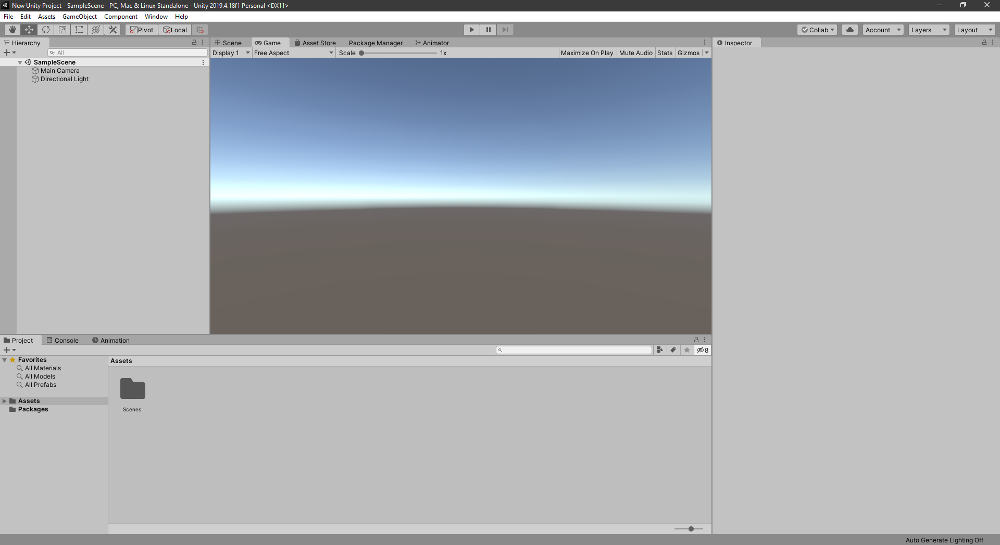 New Unity Project - SampleScene - PC, Mac & Linux Standalone - Unity 2019.4.18f1 Personal <DX11>
File Edit Assets GameObject Component Window Help
Pivot Local Collab Account Layers Layout
Hierarchy
All
SampleScene
Main Camera
Directional Light
Scene Game Asset Store Package Manager Animator
Display 1 Free Aspect Scale 1x Maximize On Play Mute Audio Stats Gizmos
Inspector
Project Console Animation
8
Favorites
All Materials
All Models
All Prefabs
Assets
Packages
Assets
Scenes
Auto Generate Lighting Off